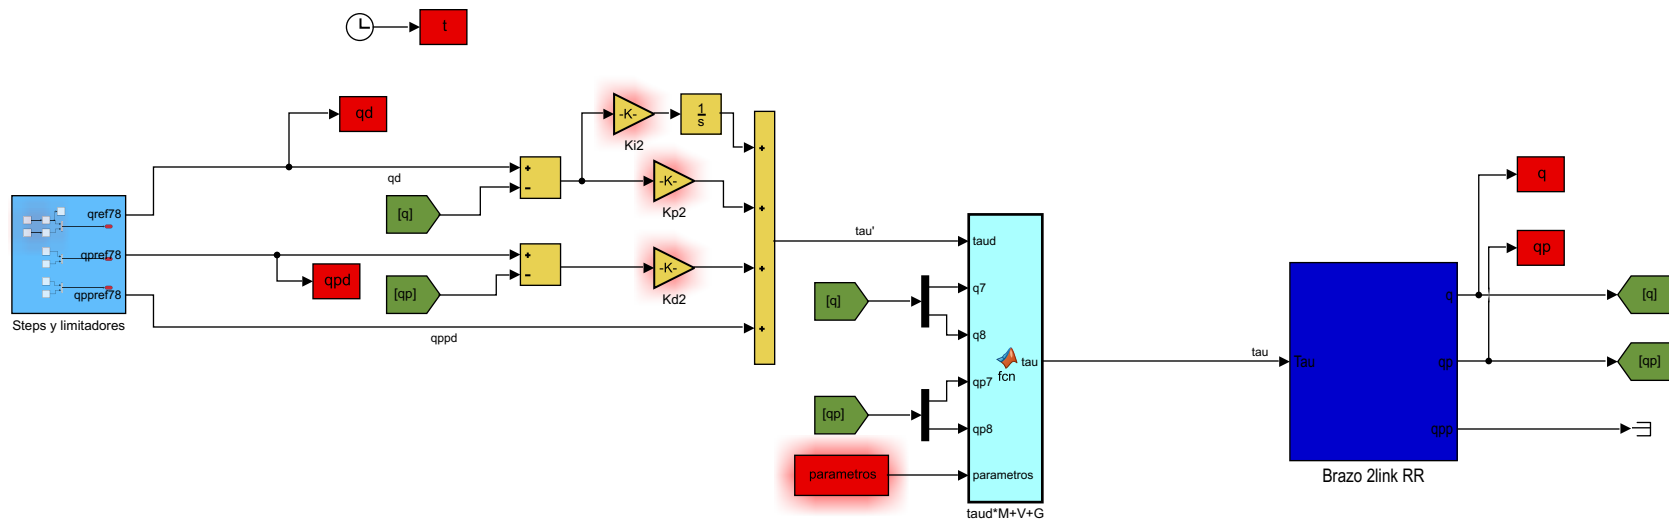 t
qd
-K-
1
s
Ki2
qd
[q]
-K-
Kp2
qref78
qpref78
qppref78
Steps y limitadores
qpd
[qp]
-K-
Kd2
qppd
tau'
taud
[q]
q7
q8
fcn
tau
qp7
[qp]
qp8
parametros
parametros
taud*M+V+G
tau
Tau
q
qp
qpp
Brazo 2link RR
q
qp
[q]
[qp]